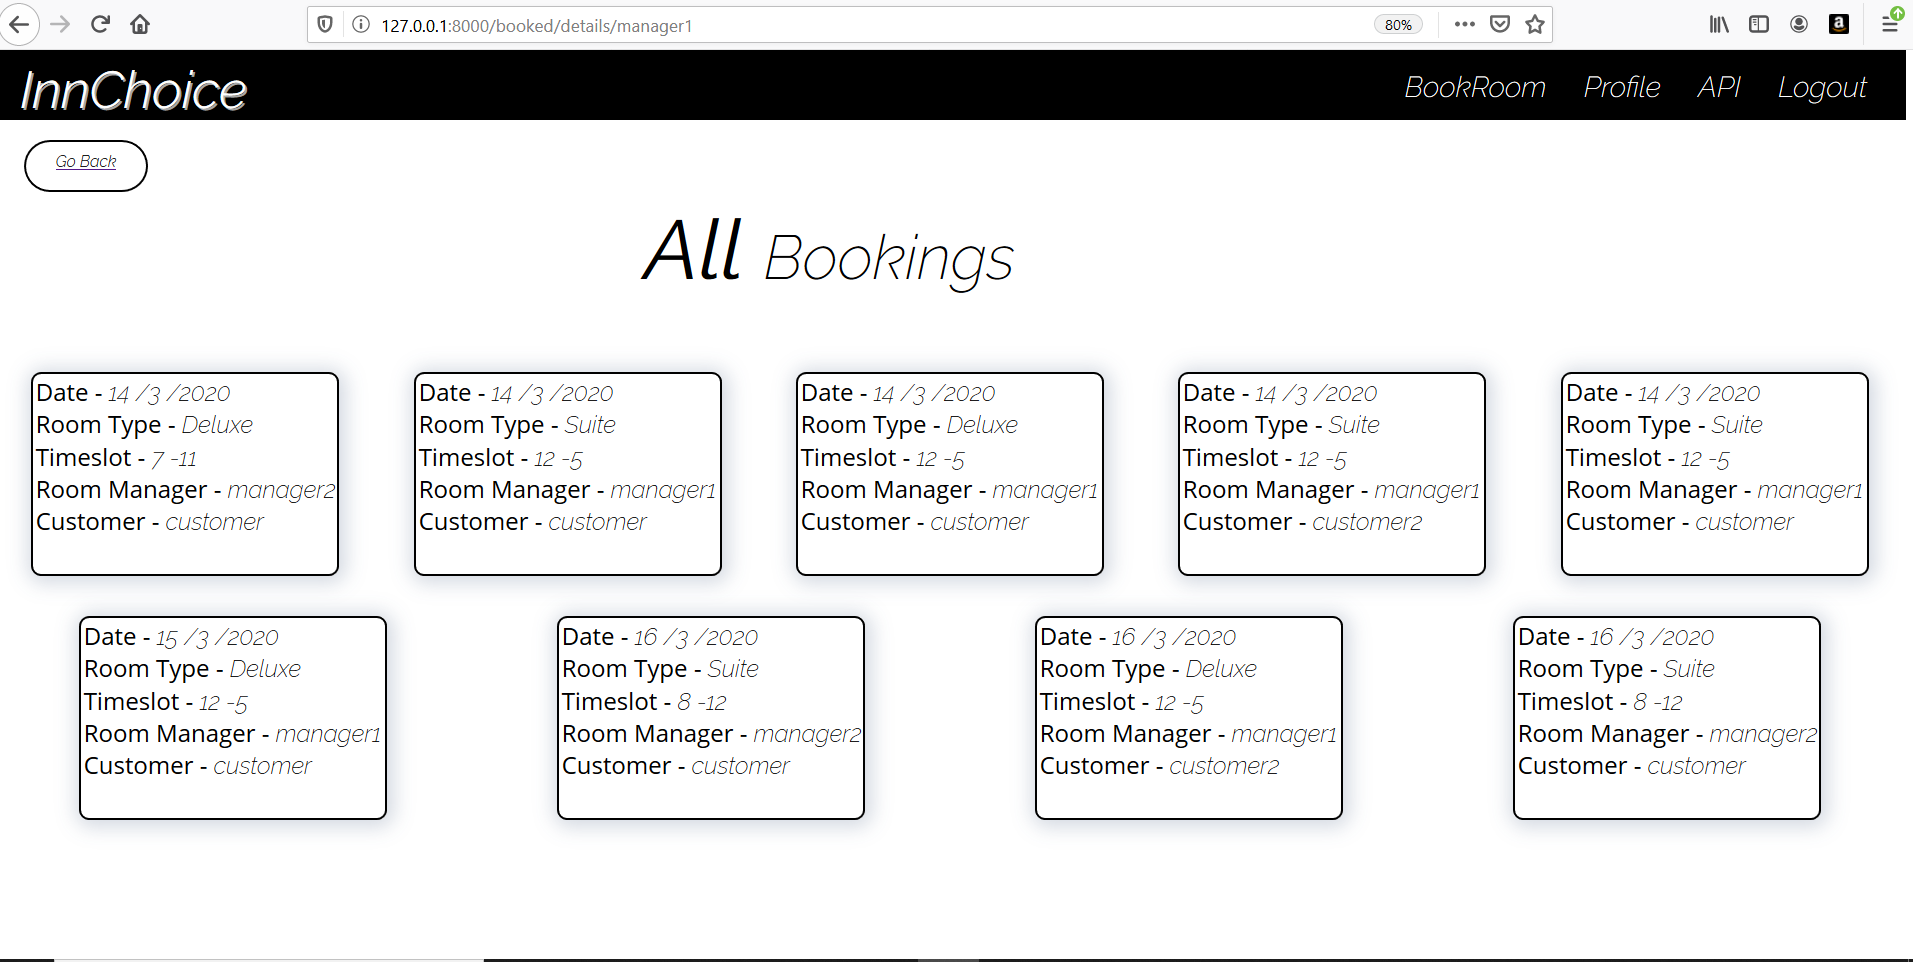 127.0.0.1:8000/booked/details/manager1
80%
InnChoice
BookRoom Profile API Logout
Go Back
All Bookings
Date - 14 /3 /2020
Room Type - Deluxe
Timeslot - 7 -11
Room Manager - manager2
Customer - customer
Date - 14 /3 /2020
Room Type - Suite
Timeslot - 12 -5
Room Manager - manager1
Customer - customer
Date - 14 /3 /2020
Room Type - Deluxe
Timeslot - 12 -5
Room Manager - manager1
Customer - customer
Date - 14 /3 /2020
Room Type - Suite
Timeslot - 12 -5
Room Manager - manager1
Customer - customer2
Date - 14 /3 /2020
Room Type - Suite
Timeslot - 12 -5
Room Manager - manager1
Customer - customer
Date - 15 /3 /2020
Room Type - Deluxe
Timeslot - 12 -5
Room Manager - manager1
Customer - customer
Date - 16 /3 /2020
Room Type - Suite
Timeslot - 8 -12
Room Manager - manager2
Customer - customer
Date - 16 /3 /2020
Room Type - Deluxe
Timeslot - 12 -5
Room Manager - manager1
Customer - customer2
Date - 16 /3 /2020
Room Type - Suite
Timeslot - 8 -12
Room Manager - manager2
Customer - customer